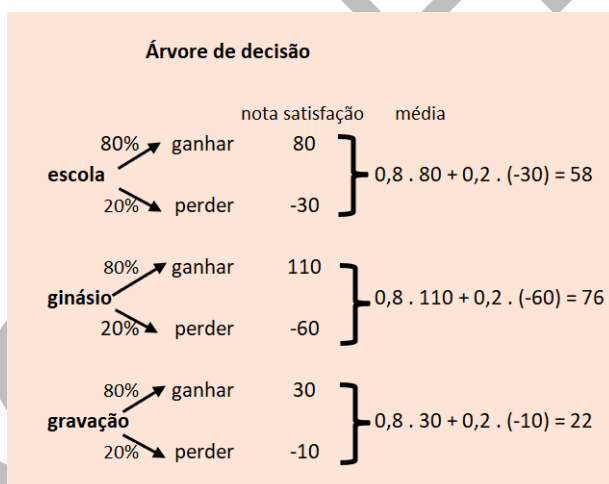 Árvore de decisão
nota satisfação média
80% ganhar 80
escola 0,8 . 80 + 0,2 . (-30) = 58
20% perder -30
80% ganhar 110
ginásio 0,8 . 110 + 0,2 . (-60) = 76
20% perder -60
80% ganhar 30
gravação 0,8 . 30 + 0,2 . (-10) = 22
20% perder -10